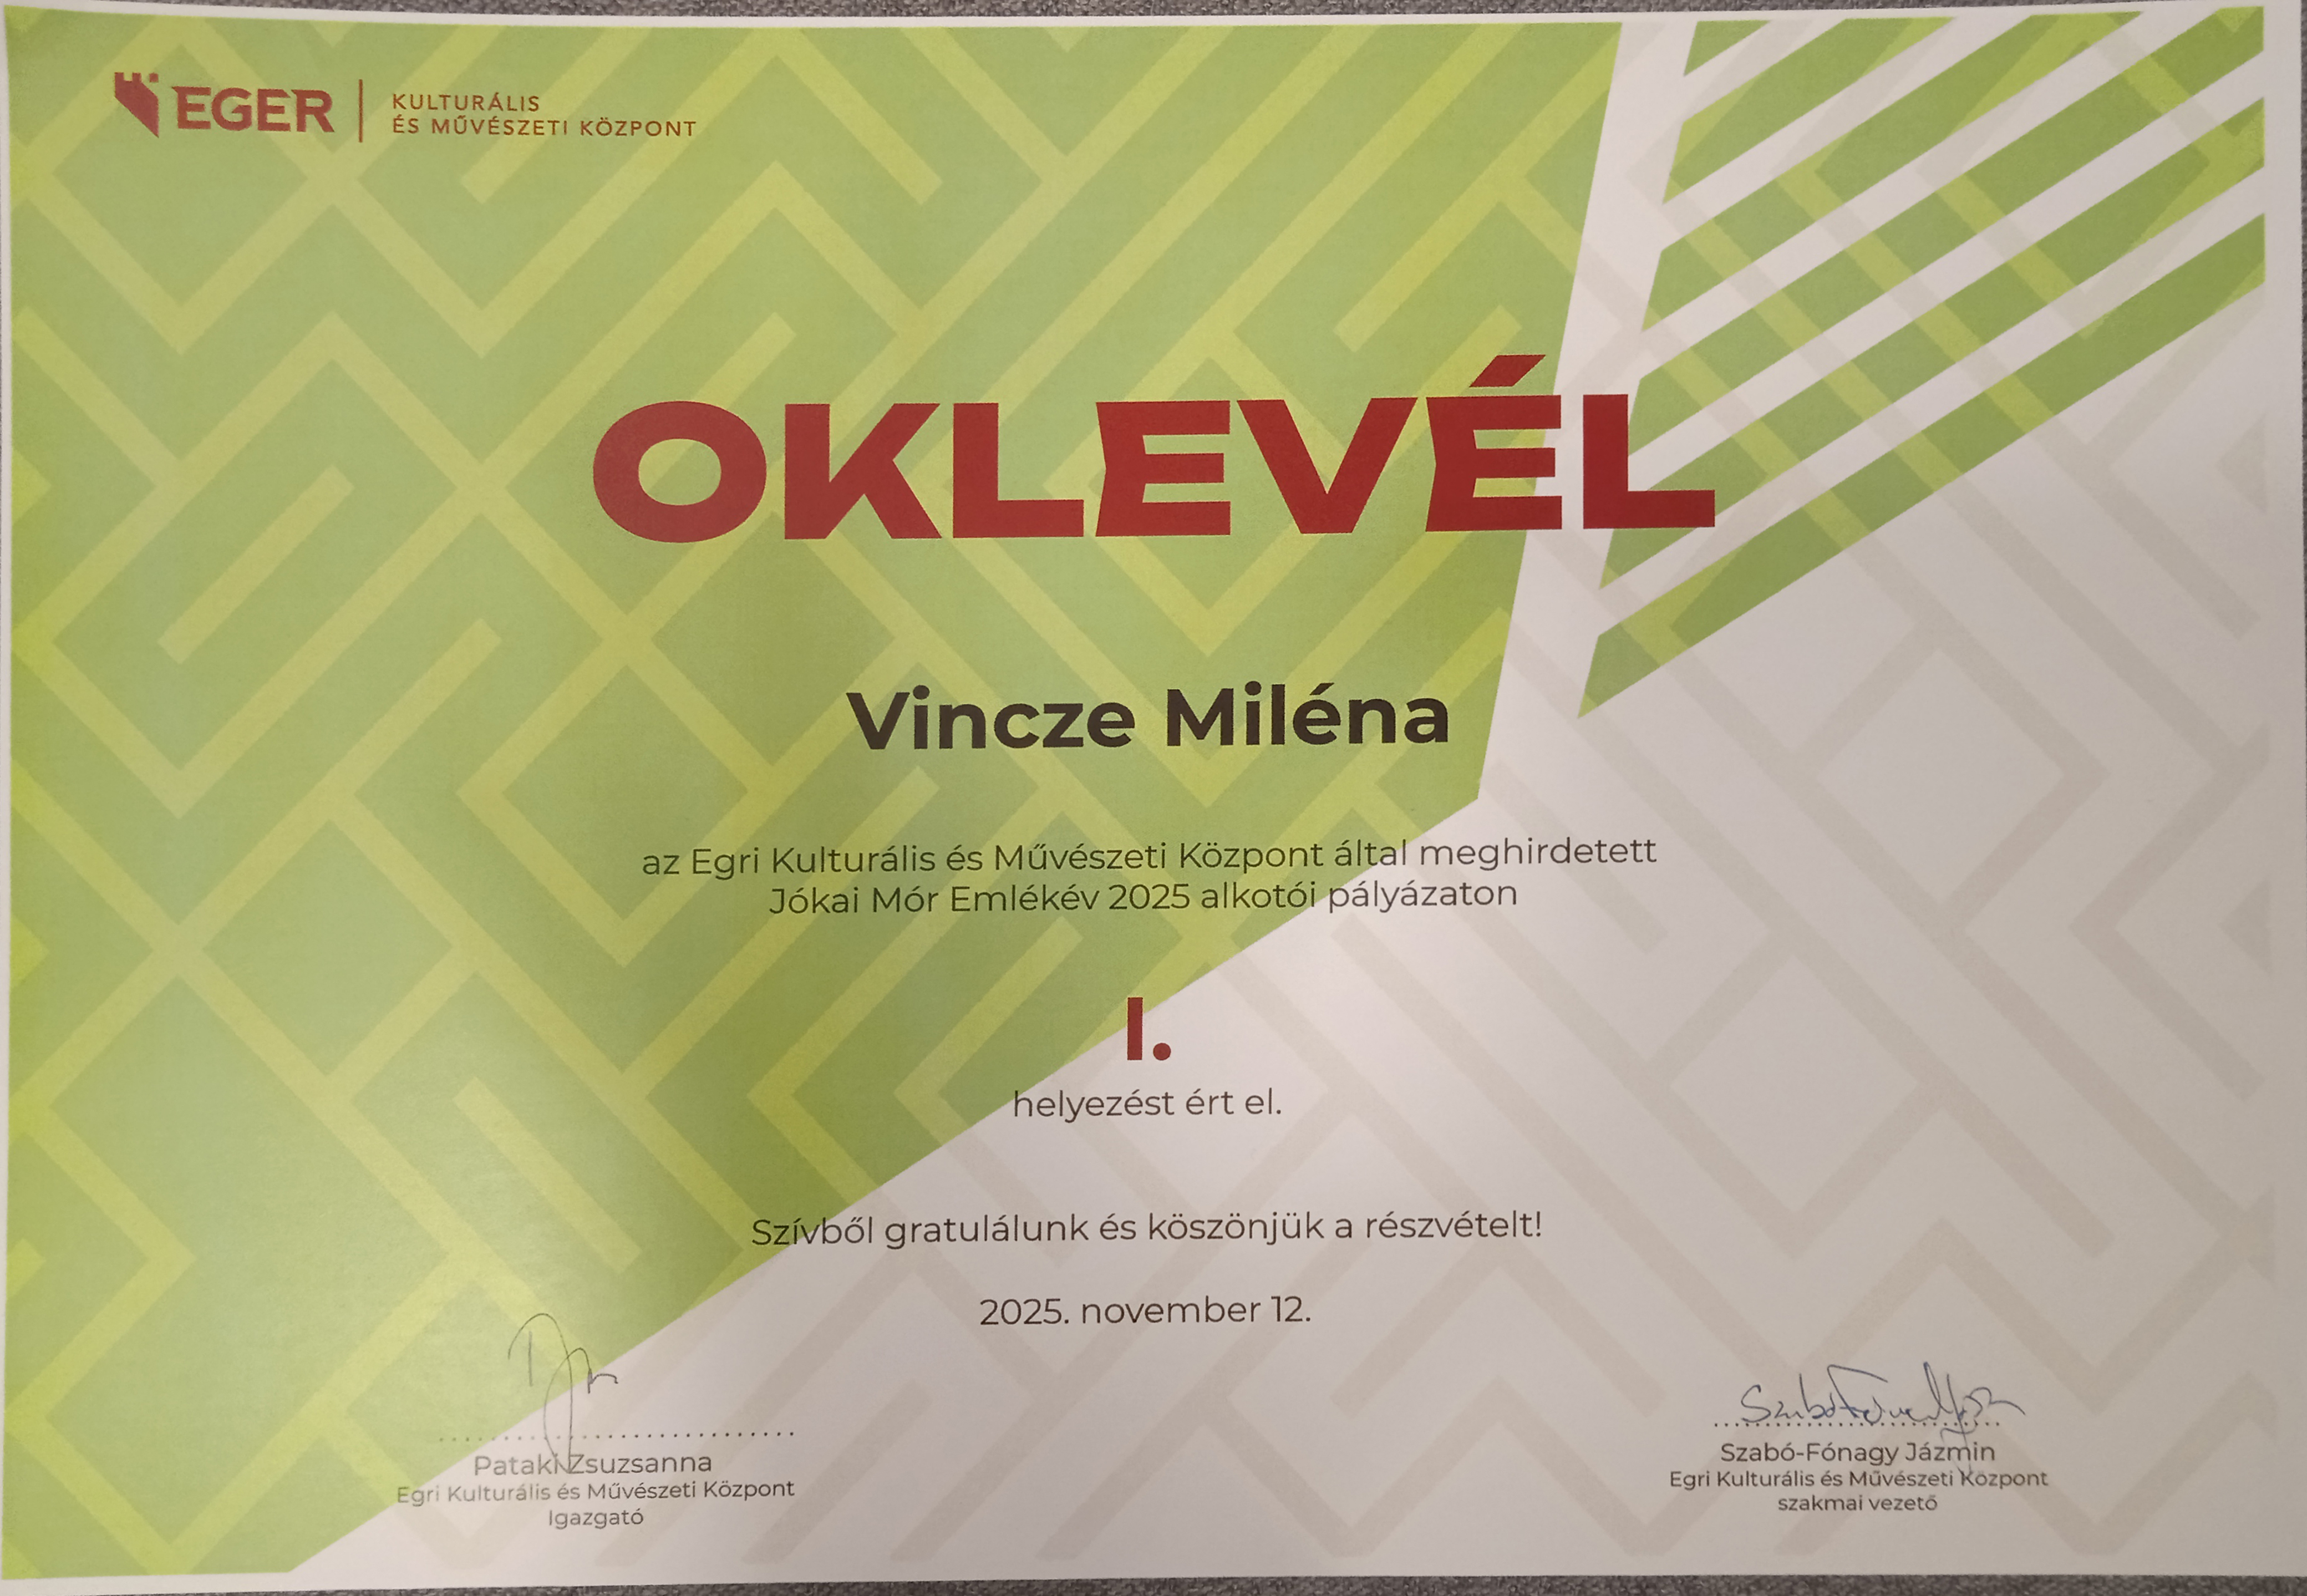 EGER
KULTURÁLIS
ÉS MŰVÉSZETI KÖZPONT
OKLEVÉL
Vincze Miléna
az Egri Kulturális és Művészeti Központ által meghirdetett
Jókai Mór Emlékév 2025 alkotói pályázaton
I.
helyezést ért el.
Szívből gratulálunk és köszönjük a részvételt!
2025. november 12.
Pataki Zsuzsanna
Egri Kulturális és Művészeti Központ
Igazgató
Szabó-Fónagy Jázmin
Egri Kulturális és Művészeti Központ
szakmai vezető